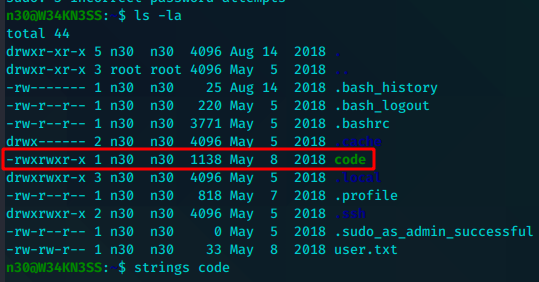 sudo: 3 incorrect password attempts
n30@W34KN3SS: $ ls -la
total 44
drwxr-xr-x 5 n30  n30  4096 Aug 14  2018 .
drwxr-xr-x 3 root root 4096 May  5  2018 ..
-rw------- 1 n30  n30    25 Aug 14  2018 .bash_history
-rw-r--r-- 1 n30  n30   220 May  5  2018 .bash_logout
-rw-r--r-- 1 n30  n30  3771 May  5  2018 .bashrc
drwx------ 2 n30  n30  4096 May  5  2018 .cache
-rwxrwxr-x 1 n30  n30  1138 May  8  2018 code
drwxrwxr-x 3 n30  n30  4096 May  5  2018 .local
-rw-r--r-- 1 n30  n30   818 May  7  2018 .profile
drwxrwxr-x 2 n30  n30  4096 May  5  2018 .ssh
-rw-r--r-- 1 n30  n30     0 May  5  2018 .sudo_as_admin_successful
-rw-rw-r-- 1 n30  n30    33 May  8  2018 user.txt
n30@W34KN3SS: $ strings code